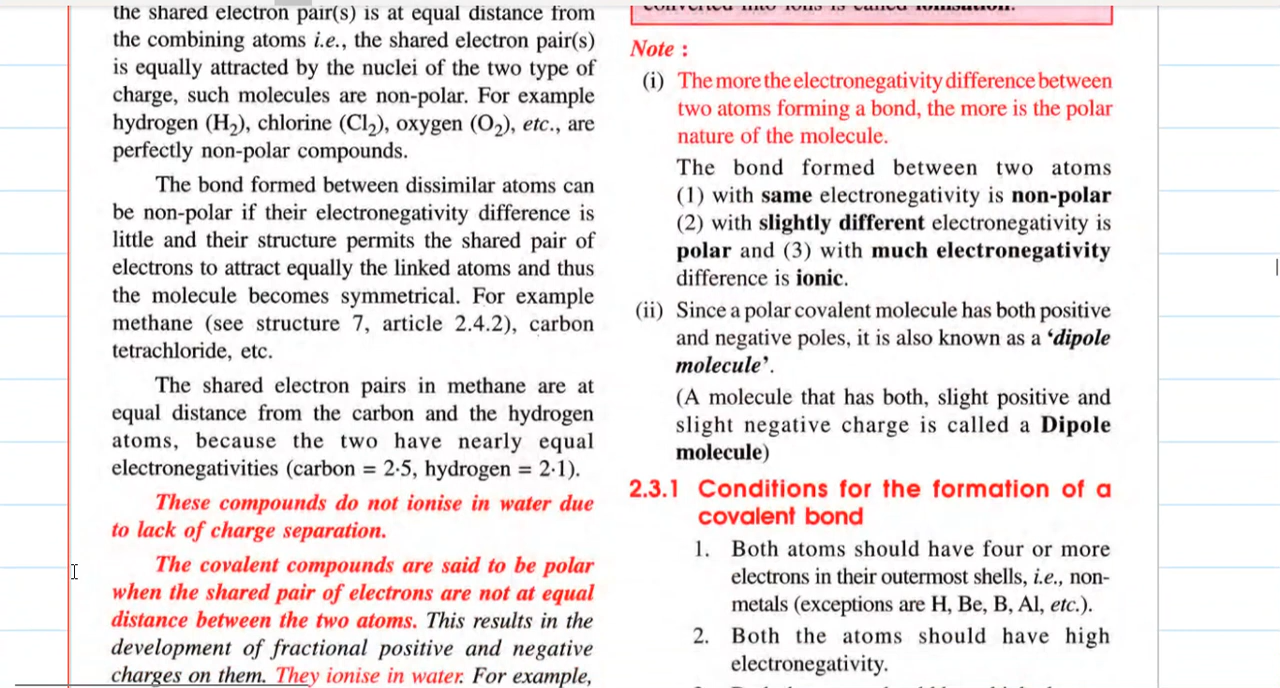 the shared electron pair(s) is at equal distance from
the combining atoms i.e., the shared electron pair(s)
is equally attracted by the nuclei of the two type of
charge, such molecules are non-polar. For example
hydrogen (H₂), chlorine (Cl₂), oxygen (O₂), etc., are
perfectly non-polar compounds.
The bond formed between dissimilar atoms can
be non-polar if their electronegativity difference is
little and their structure permits the shared pair of
electrons to attract equally the linked atoms and thus
the molecule becomes symmetrical. For example
methane (see structure 7, article 2.4.2), carbon
tetrachloride, etc.
The shared electron pairs in methane are at
equal distance from the carbon and the hydrogen
atoms, because the two have nearly equal
electronegativities (carbon = 2·5, hydrogen = 2·1).
These compounds do not ionise in water due
to lack of charge separation.
The covalent compounds are said to be polar
when the shared pair of electrons are not at equal
distance between the two atoms. This results in the
development of fractional positive and negative
charges on them. They ionise in water. For example,
converted into ions is called ionisation.
Note :
(i) The more the electronegativity difference between
two atoms forming a bond, the more is the polar
nature of the molecule.
The bond formed between two atoms
(1) with same electronegativity is non-polar
(2) with slightly different electronegativity is
polar and (3) with much electronegativity
difference is ionic.
(ii) Since a polar covalent molecule has both positive
and negative poles, it is also known as a 'dipole
molecule'.
(A molecule that has both, slight positive and
slight negative charge is called a Dipole
molecule)
2.3.1 Conditions for the formation of a
covalent bond
1. Both atoms should have four or more
electrons in their outermost shells, i.e., non-
metals (exceptions are H, Be, B, Al, etc.).
2. Both the atoms should have high
electronegativity.